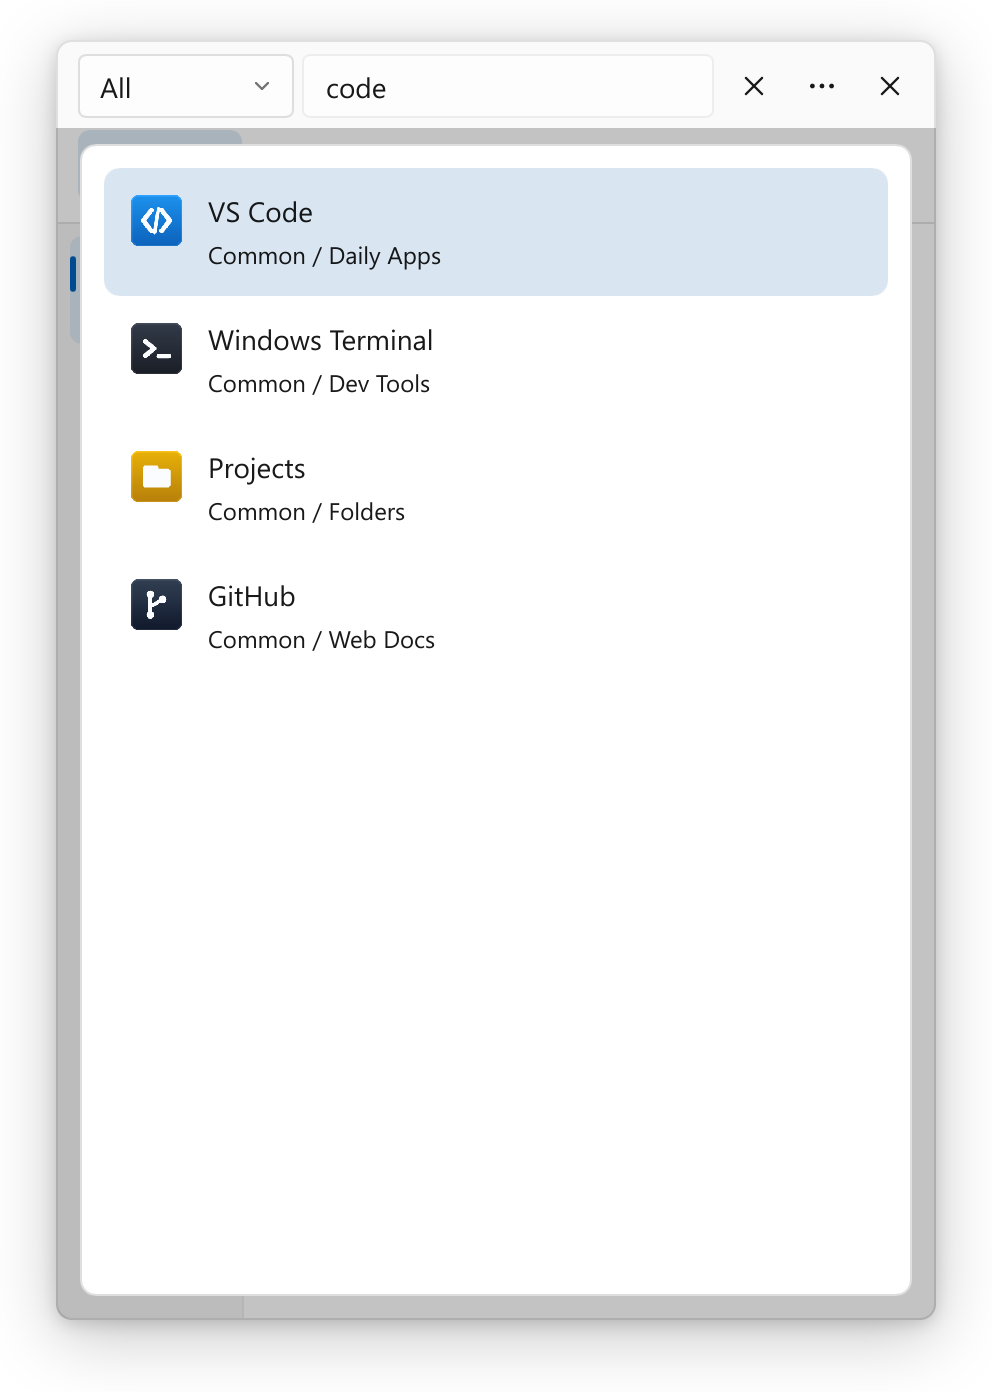 All
code
VS Code
Common / Daily Apps
Windows Terminal
Common / Dev Tools
Projects
Common / Folders
GitHub
Common / Web Docs